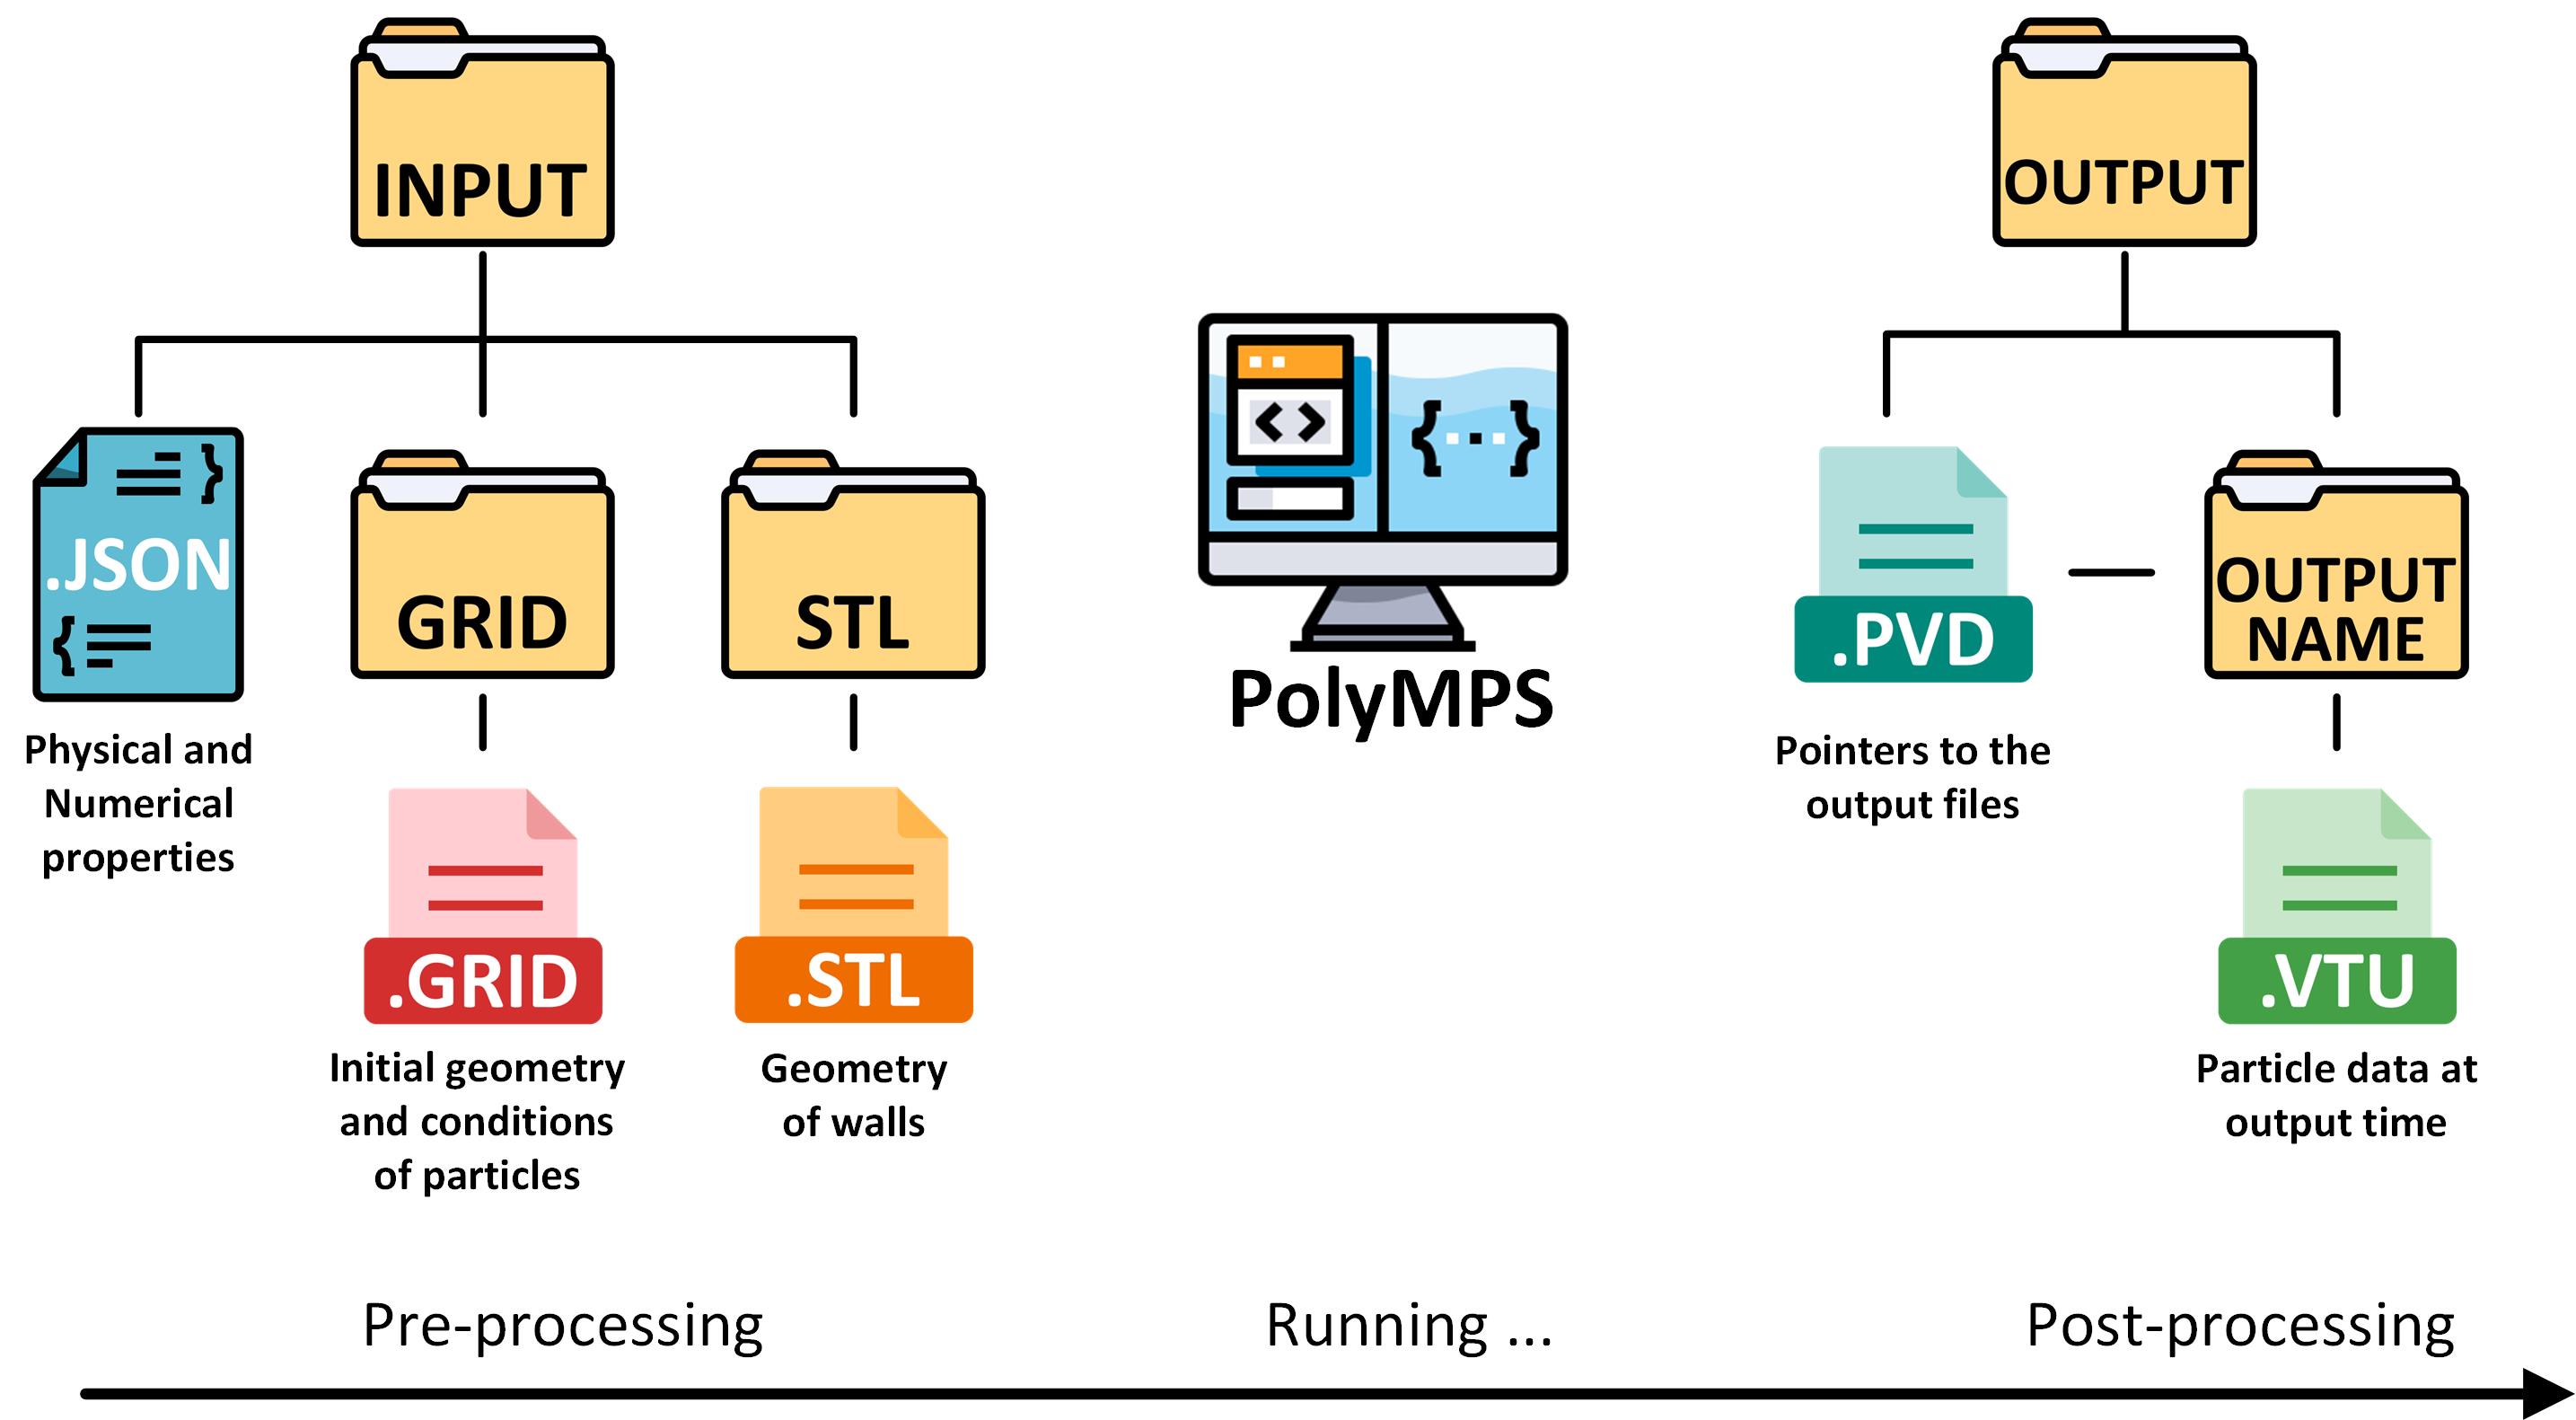 INPUT
OUTPUT
.JSON
GRID
STL
PolyMPS
.PVD
OUTPUT
NAME
Physical and
Numerical
properties
.GRID
Initial geometry
and conditions
of particles
.STL
Geometry
of walls
Pointers to the
output files
.VTU
Particle data at
output time
Pre-processing
Running ...
Post-processing